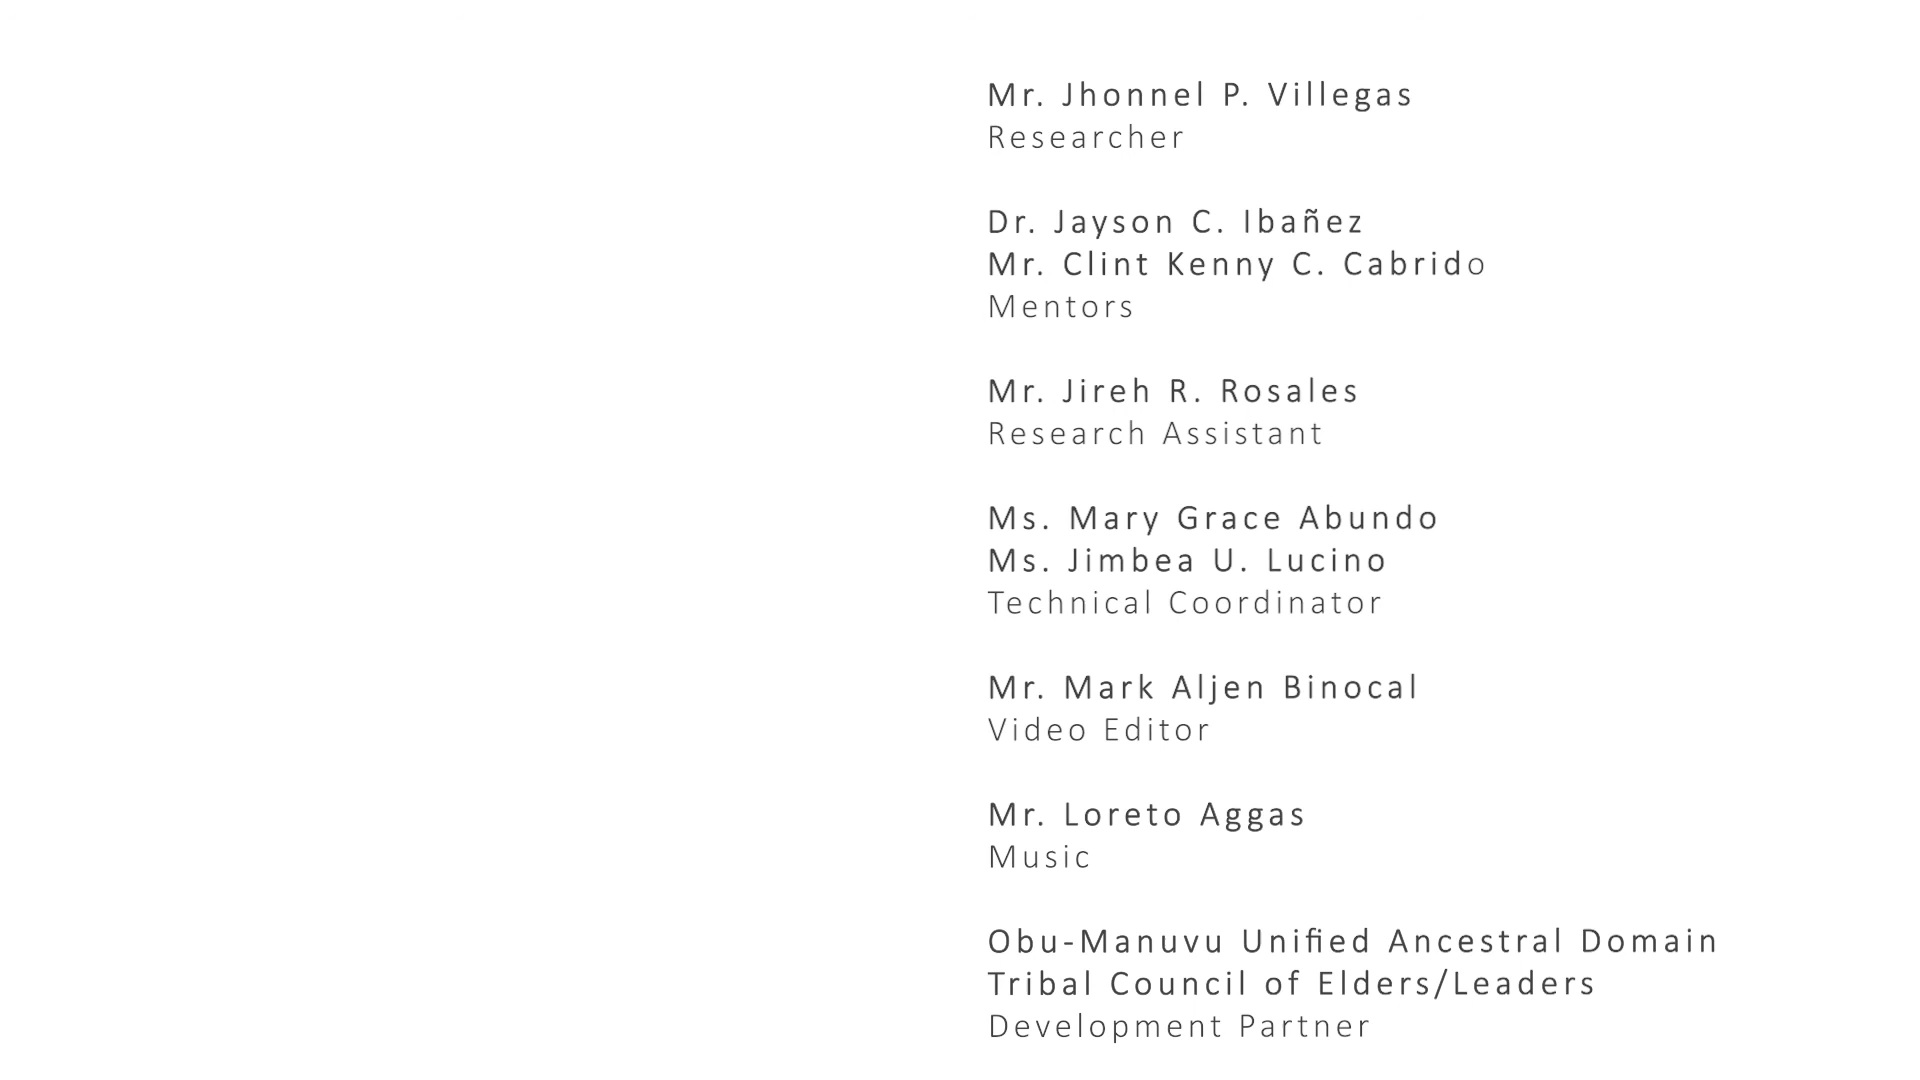 Mr. Jhonnel P. Villegas
Researcher
Dr. Jayson C. Ibañez
Mr. Clint Kenny C. Cabrido
Mentors
Mr. Jireh R. Rosales
Research Assistant
Ms. Mary Grace Abundo
Ms. Jimbea U. Lucino
Technical Coordinator
Mr. Mark Aljen Binocal
Video Editor
Mr. Loreto Aggas
Music
Obu-Manuvu Unified Ancestral Domain
Tribal Council of Elders/Leaders
Development Partner